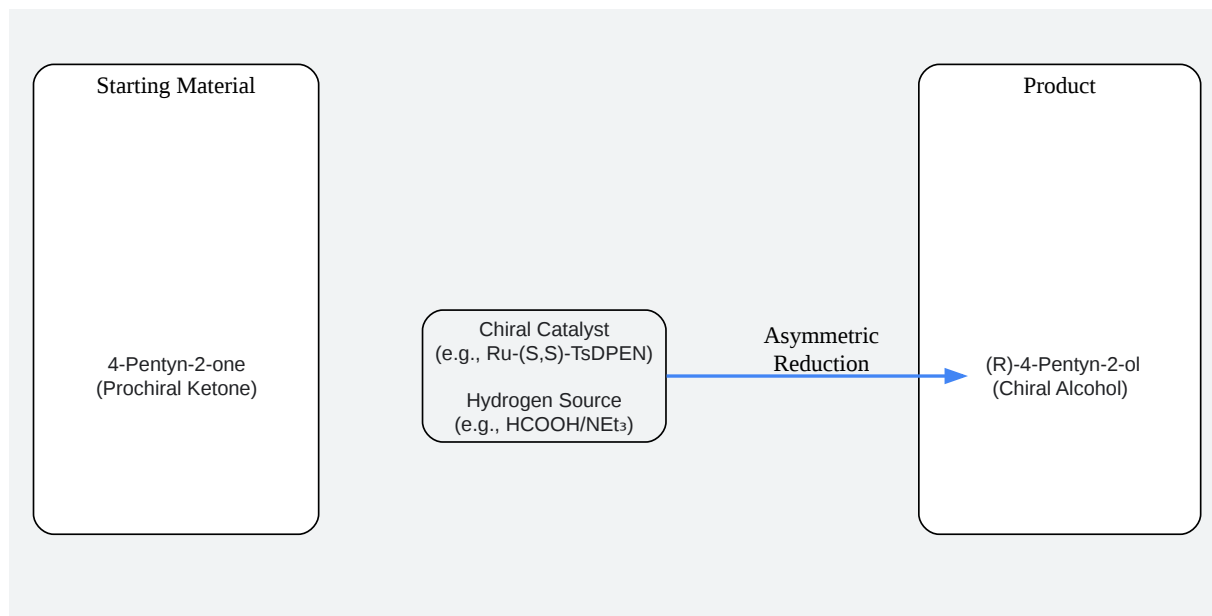 Starting Material
4-Pentyn-2-one
(Prochiral Ketone)
Chiral Catalyst
(e.g., Ru-(S,S)-TsDPEN)
Hydrogen Source
(e.g., HCOOH/NEt₃)
Asymmetric
Reduction
Product
(R)-4-Pentyn-2-ol
(Chiral Alcohol)